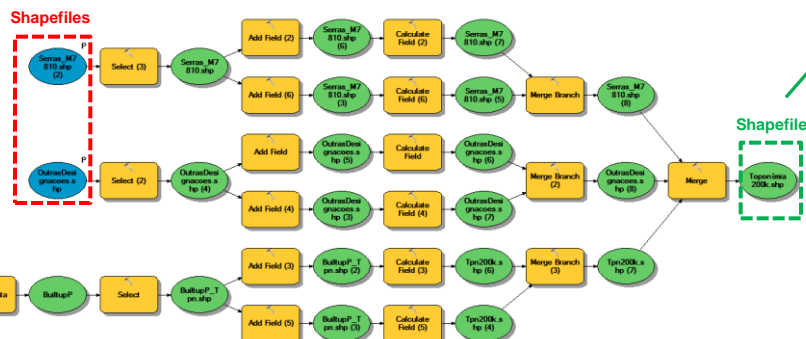 Shapefiles
P
Serras_M7
810.shp
(2)
Select (3)
Serras_M7
810.shp
Add Field (2)
Serras_M7
810.shp
(6)
Calculate
Field (2)
Serras_M7
810.shp (7)
Add Field (6)
Serras_M7
810.shp
(3)
Calculate
Field (6)
Serras_M7
810.shp (5)
Merge Branch
Serras_M7
810.shp
(8)
P
OutrasDesi
gnacoes.s
hp
Select (2)
OutrasDesi
gnacoes.s
hp (4)
Add Field
OutrasDesi
gnacoes.s
hp (5)
Calculate
Field
OutrasDesi
gnacoes.s
hp (6)
Add Field (4)
OutrasDesi
gnacoes.s
hp (3)
Calculate
Field (4)
OutrasDesi
gnacoes.s
hp (7)
Merge Branch
(2)
OutrasDesi
gnacoes.s
hp (8)
Merge
Shapefile
Toponimia
200k.shp
ta
BuiltupP
Select
BuiltupP_T
pn.shp
Add Field (3)
BuiltupP_T
pn.shp (2)
Calculate
Field (3)
Tpn200k.s
hp (6)
Add Field (5)
BuiltupP_T
pn.shp (3)
Calculate
Field (5)
Tpn200k.s
hp (4)
Merge Branch
(3)
Tpn200k.s
hp (7)